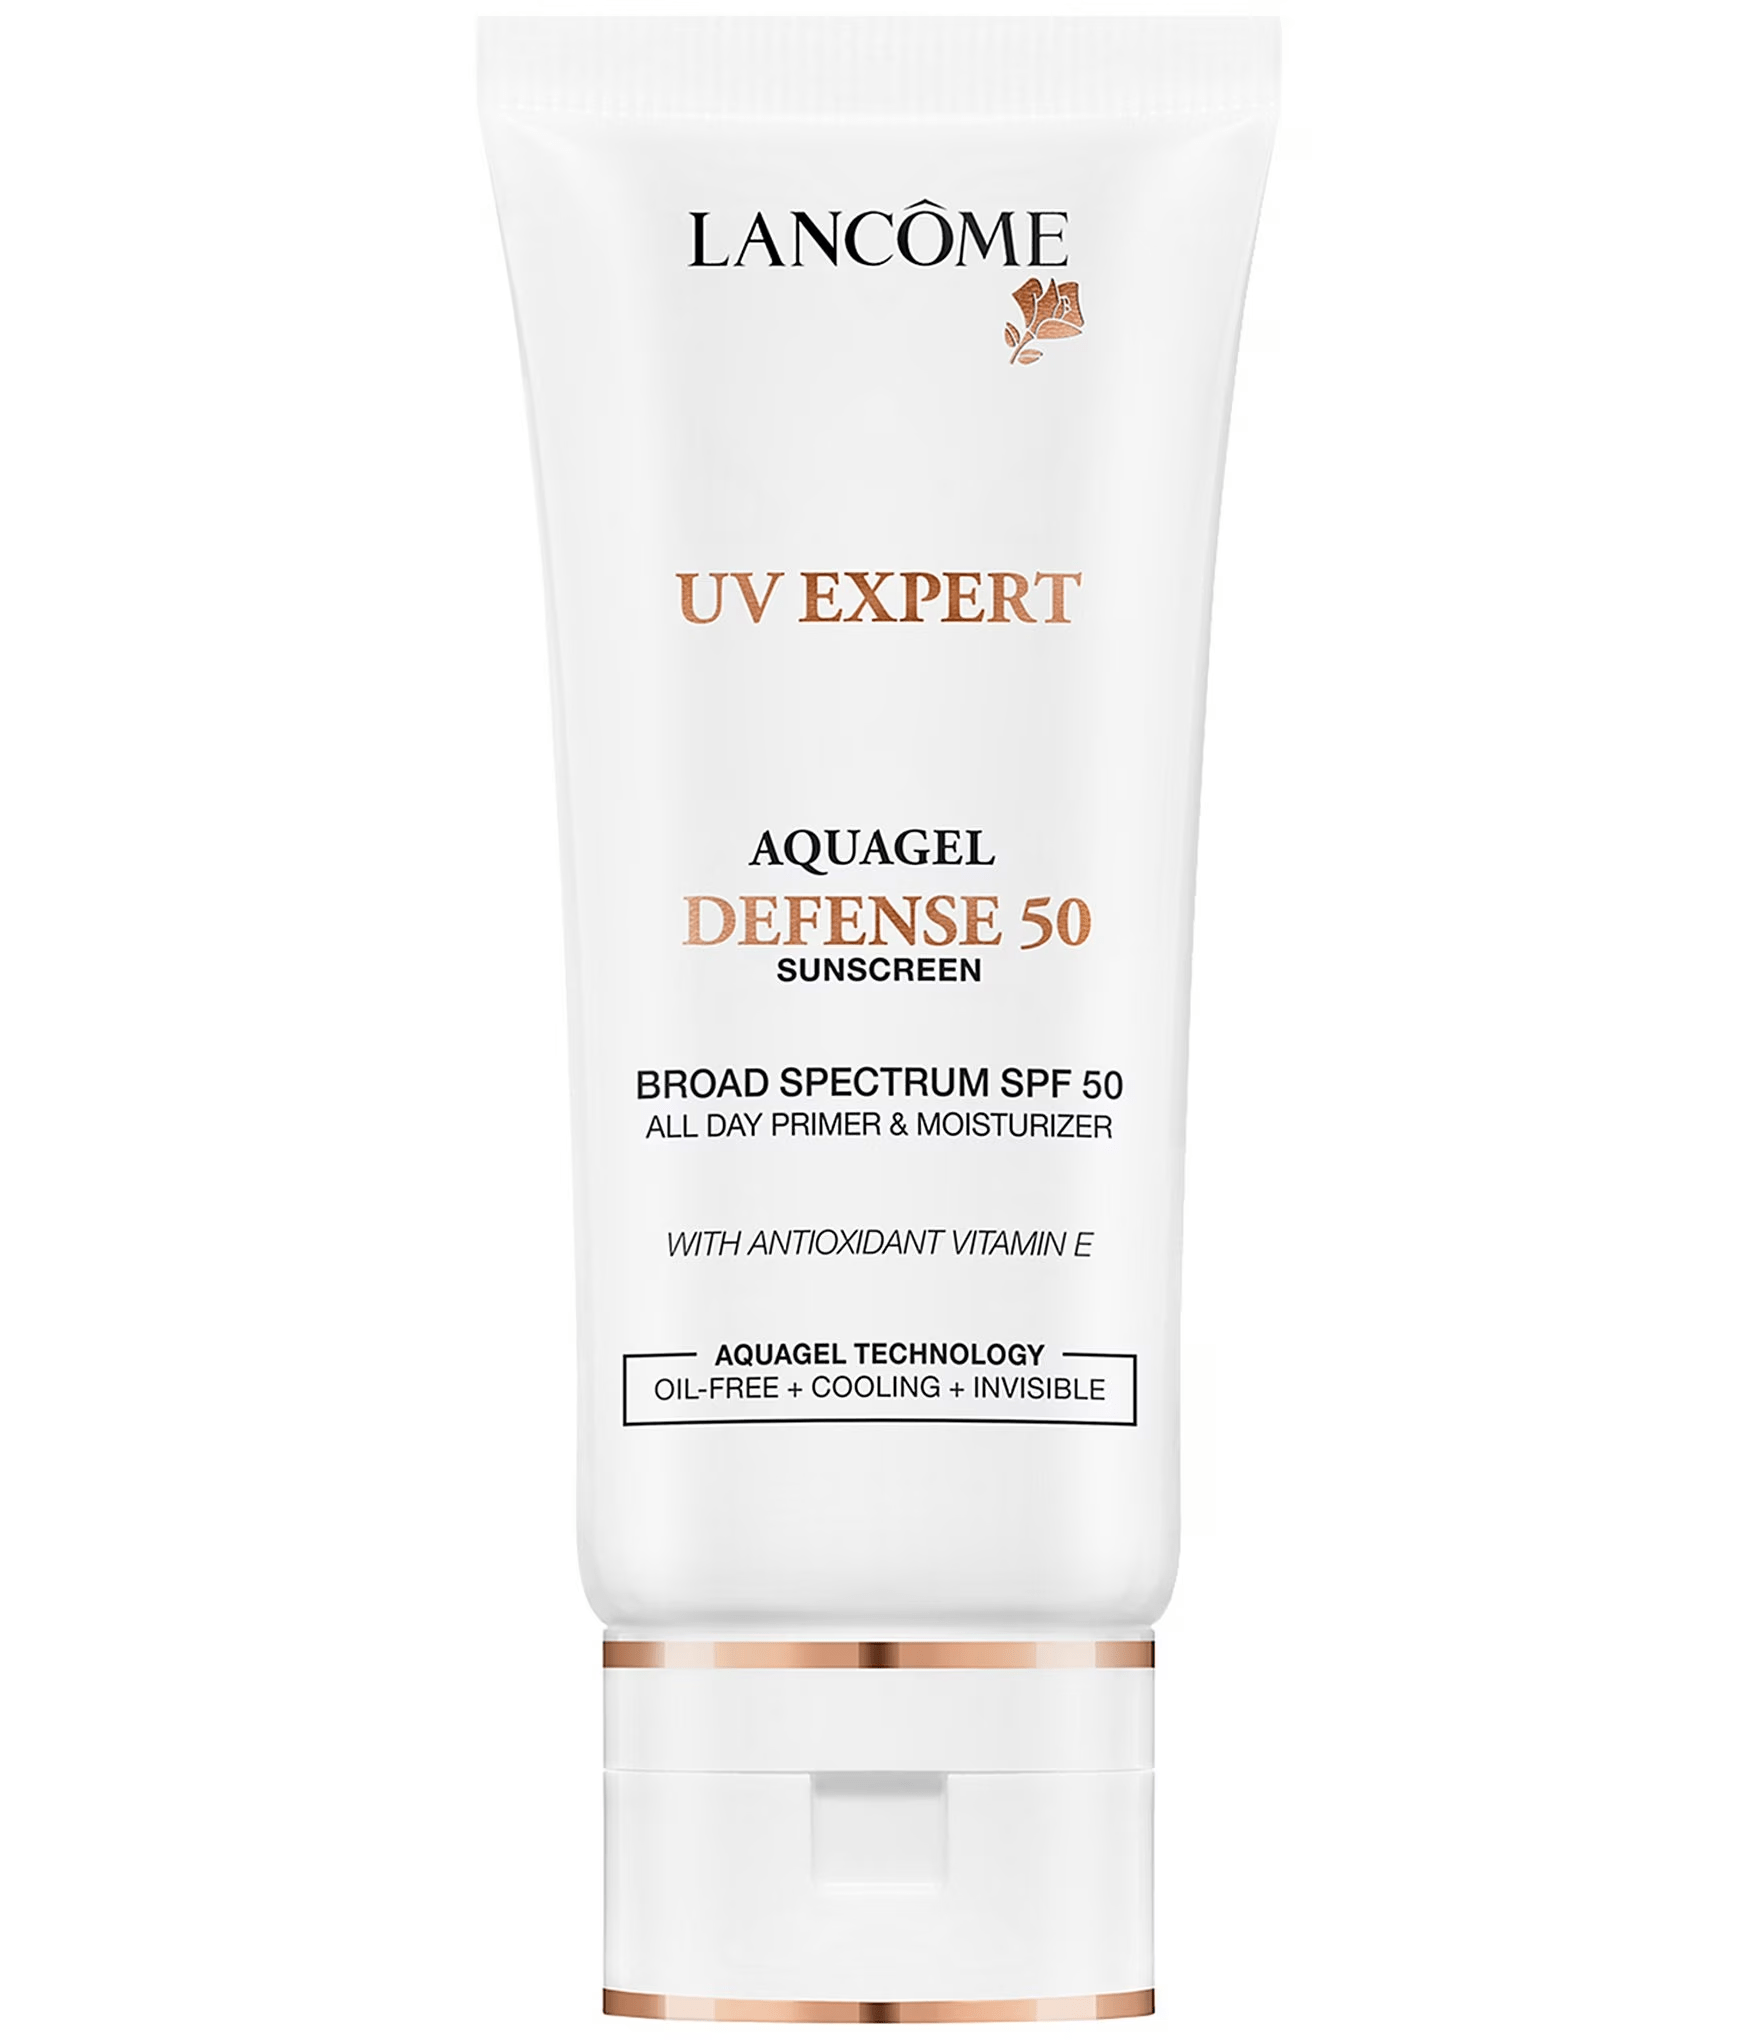 LANCÔME
UV EXPERT
AQUAGEL
DEFENSE 50
SUNSCREEN
BROAD SPECTRUM SPF 50
ALL DAY PRIMER & MOISTURIZER
WITH ANTIOXIDANT VITAMIN E
AQUAGEL TECHNOLOGY
OIL-FREE + COOLING + INVISIBLE